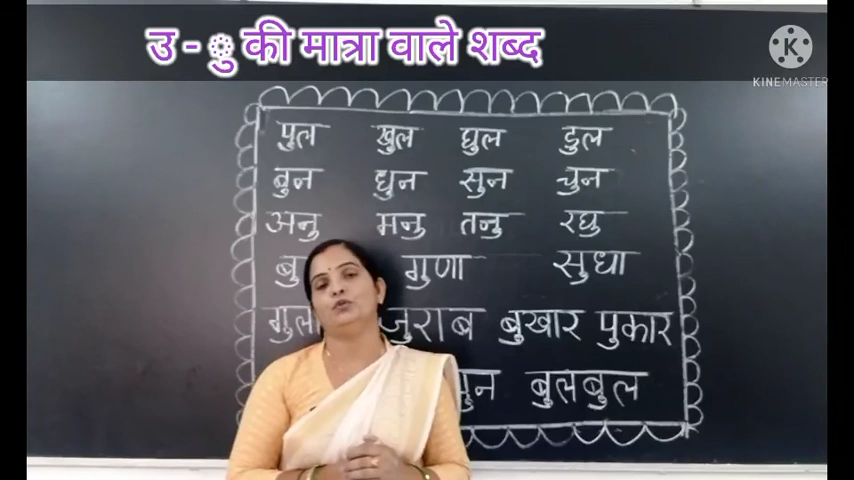 उ - ु की मात्रा वाले शब्द
KINEMASTER
पुल खुल घुल डुल
बुन धुन सुन चुन
अनु मनु तनु रघु
गुणा सुधा
जुराब बुखार पुकार
बुलबुल